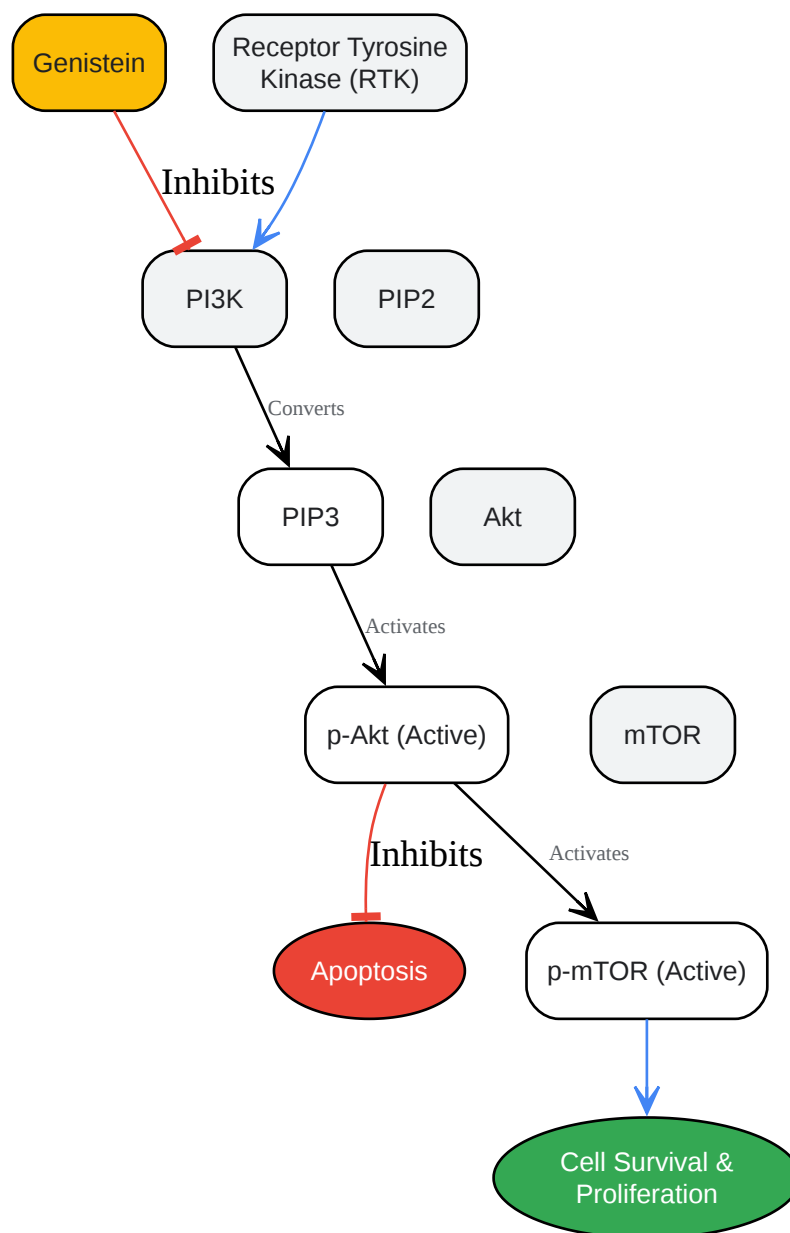 Genistein
Receptor Tyrosine
Kinase (RTK)
Inhibits
PI3K
PIP2
Converts
PIP3
Akt
Activates
p-Akt (Active)
mTOR
Inhibits
Activates
Apoptosis
p-mTOR (Active)
Cell Survival &
Proliferation